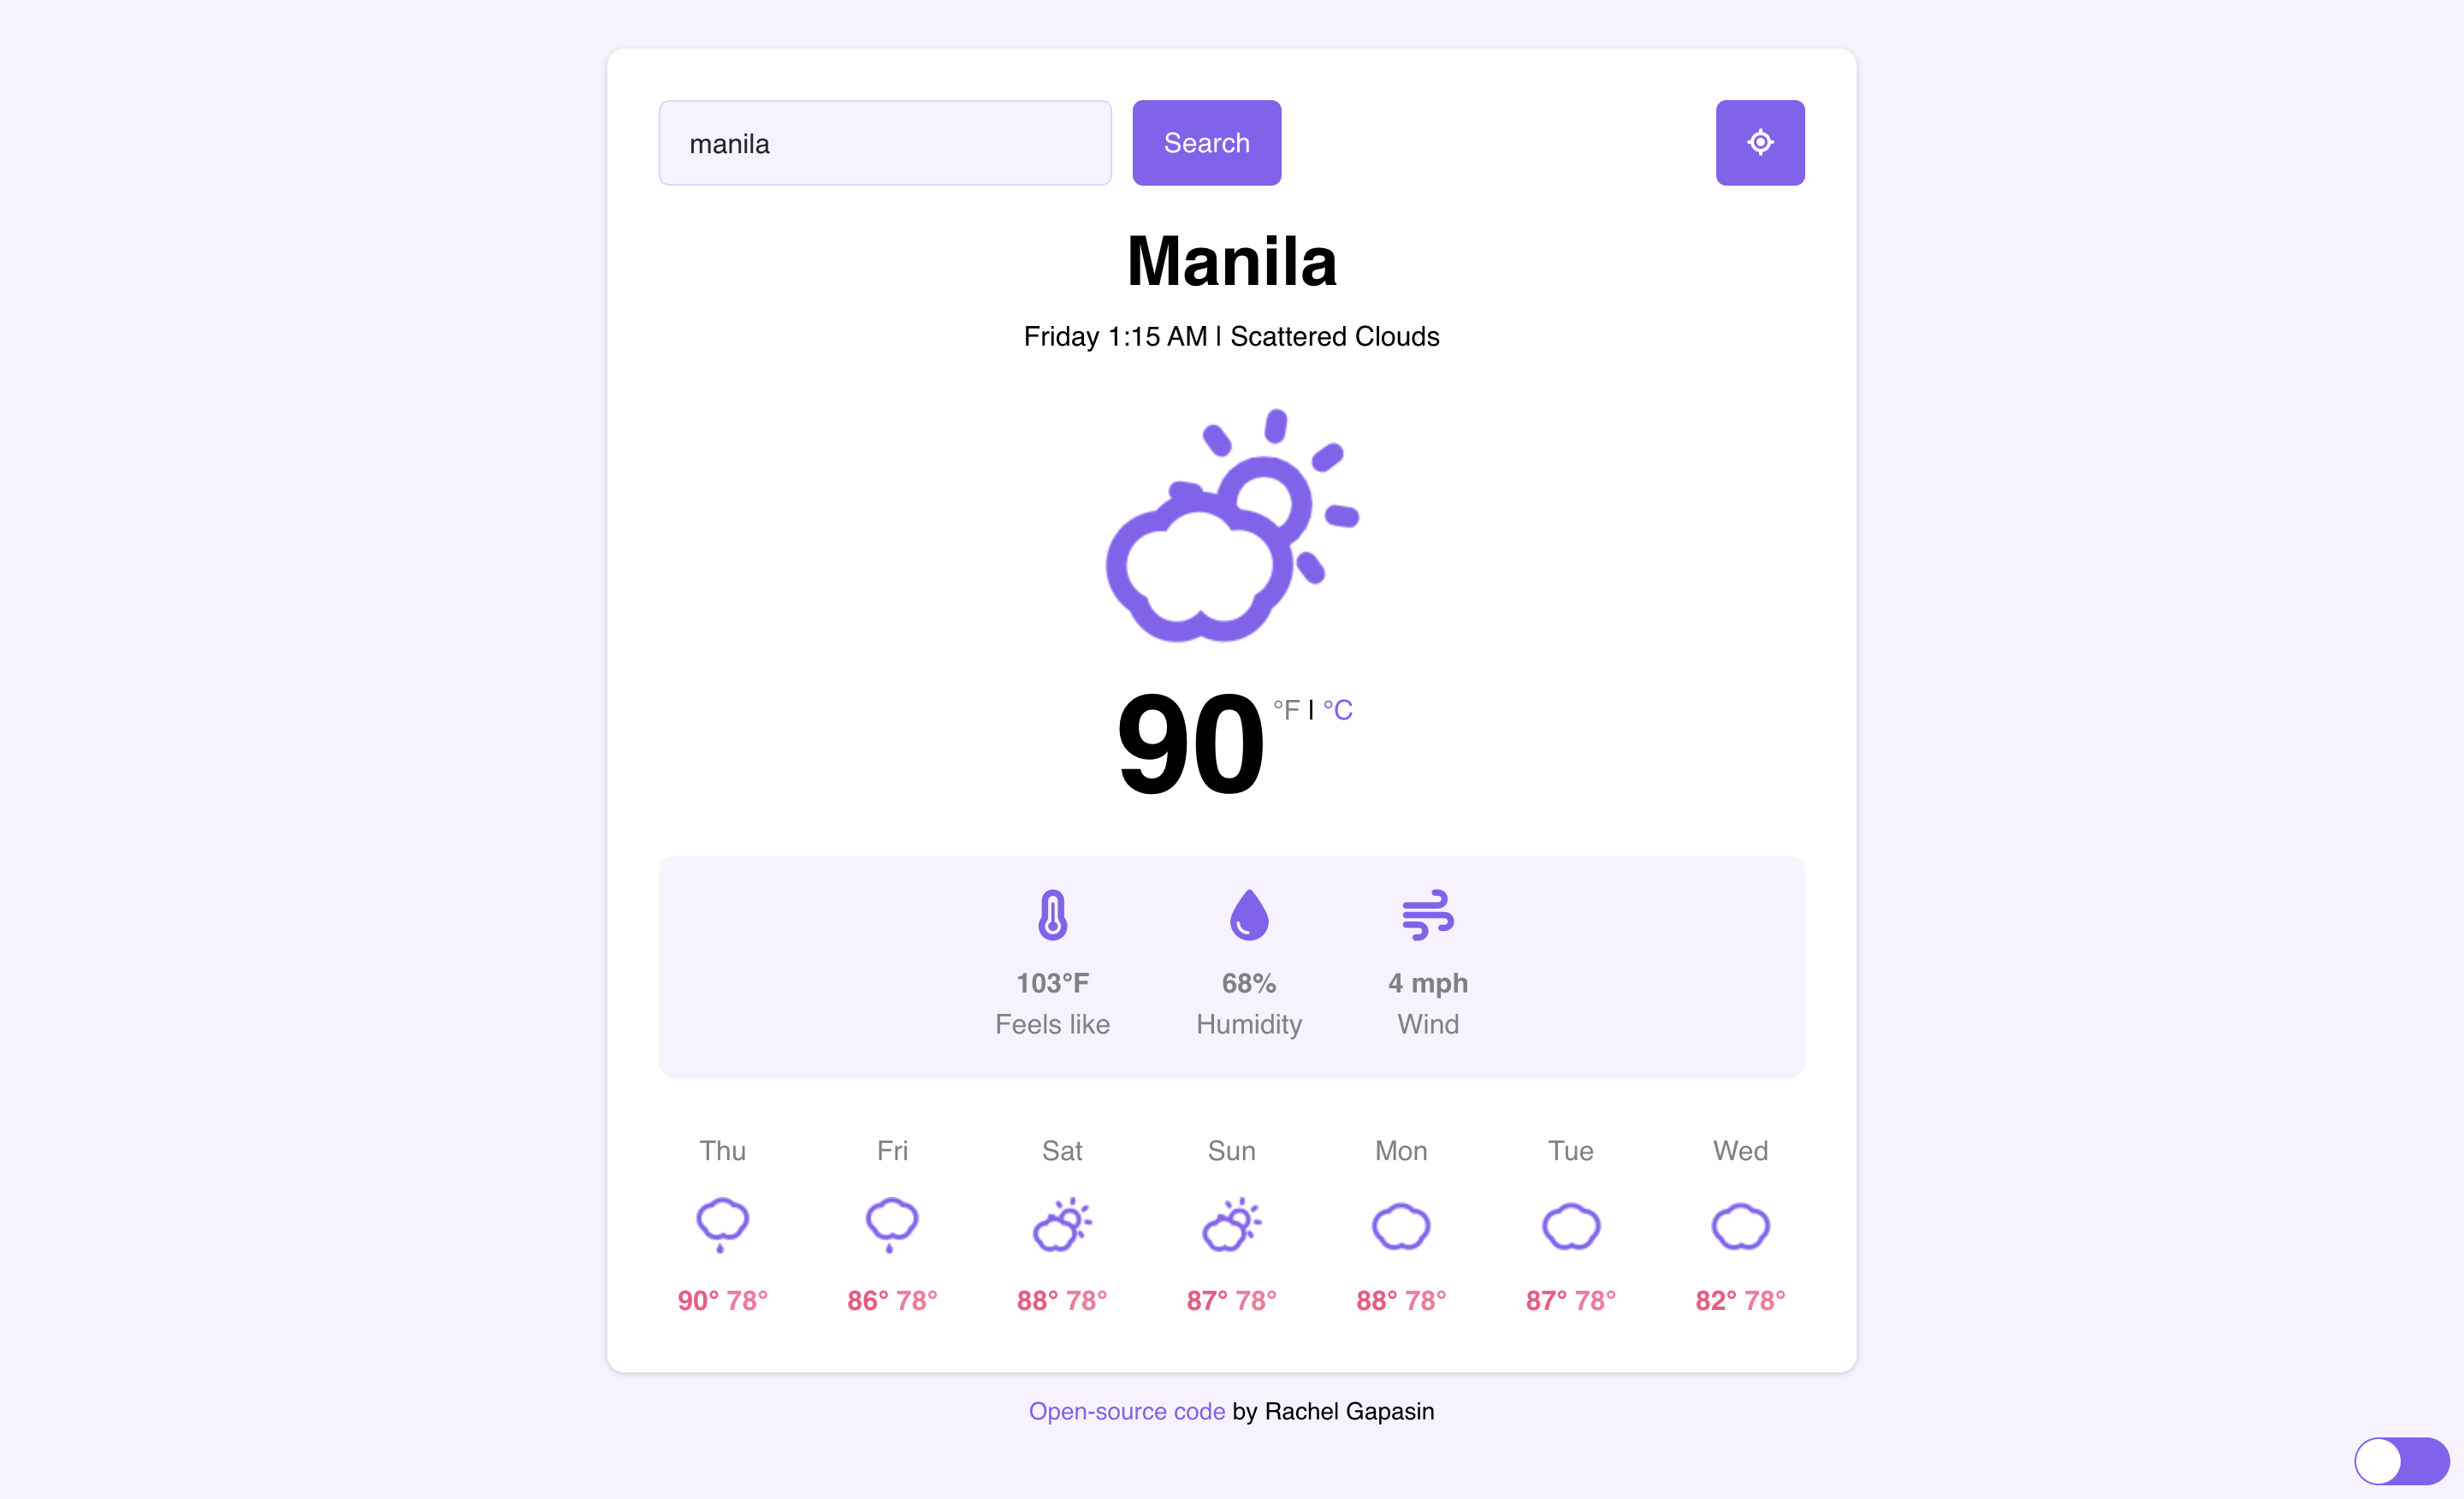 manila Search
Manila
Friday 1:15 AM | Scattered Clouds
90 °F | °C
103°F 68% 4 mph
Feels like Humidity Wind
Thu Fri Sat Sun Mon Tue Wed
90° 78° 86° 78° 88° 78° 87° 78° 88° 78° 87° 78° 82° 78°
Open-source code by Rachel Gapasin